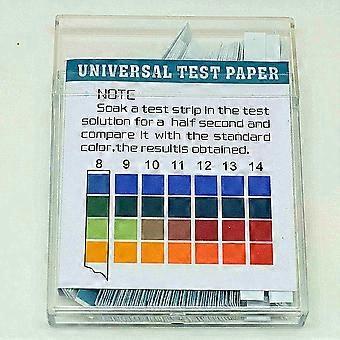 UNIVERSAL TEST PAPER
NOTE
Soak a test strip in the test
solution for a half second and
compare it with the standard
color,the resultis obtained.
8 9 10 11 12 13 14